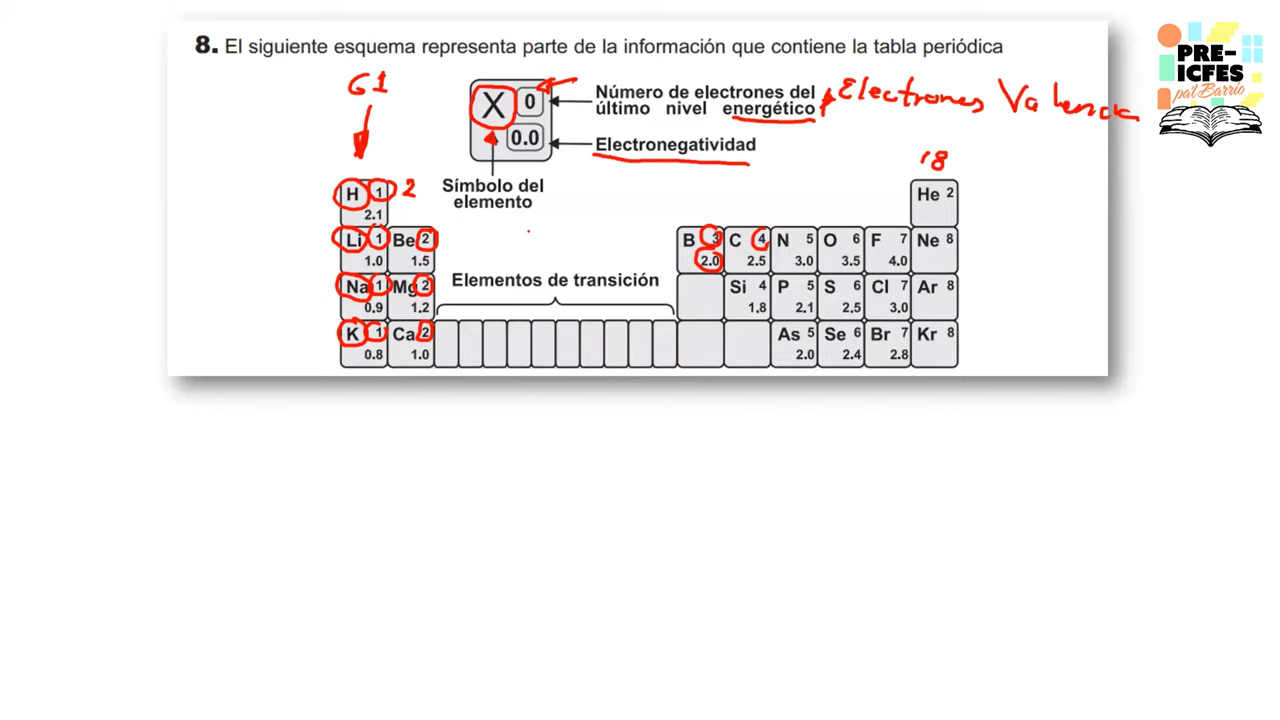 8. El siguiente esquema representa parte de la información que contiene la tabla periódica
PRE-
ICFES
pal' Barrio
G1
X 0
Número de electrones del
último nivel energético
Electrones Valencia
0.0
Electronegatividad
Símbolo del
elemento
18
H 1 2
2.1
He 2
Li 1 Be 2 B 3 C 4 N 5 O 6 F 7 Ne 8
1.0 1.5 2.0 2.5 3.0 3.5 4.0
Elementos de transición
Na 1 Mg 2 Si 4 P 5 S 6 Cl 7 Ar 8
0.9 1.2 1.8 2.1 2.5 3.0
K 1 Ca 2 As 5 Se 6 Br 7 Kr 8
0.8 1.0 2.0 2.4 2.8